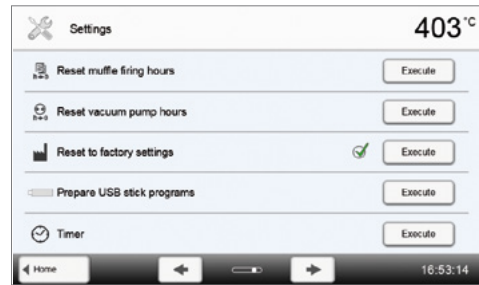 Settings
403 °C
Reset muffle firing hours Execute
Reset vacuum pump hours Execute
Reset to factory settings Execute
Prepare USB stick programs Execute
Timer Execute
Home 16:53:14